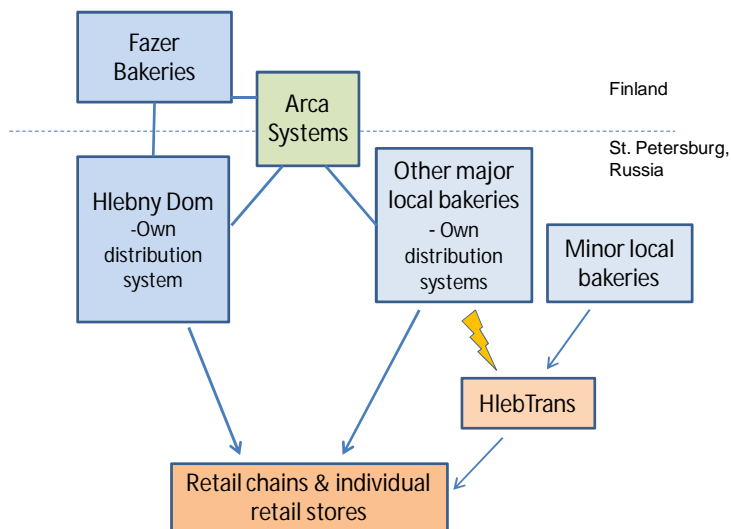 Fazer
Bakeries
Arca
Systems
Finland
St. Petersburg,
Russia
Hlebny Dom
-Own
distribution
system
Other major
local bakeries
- Own
distribution
systems
Minor local
bakeries
HlebTrans
Retail chains & individual
retail stores